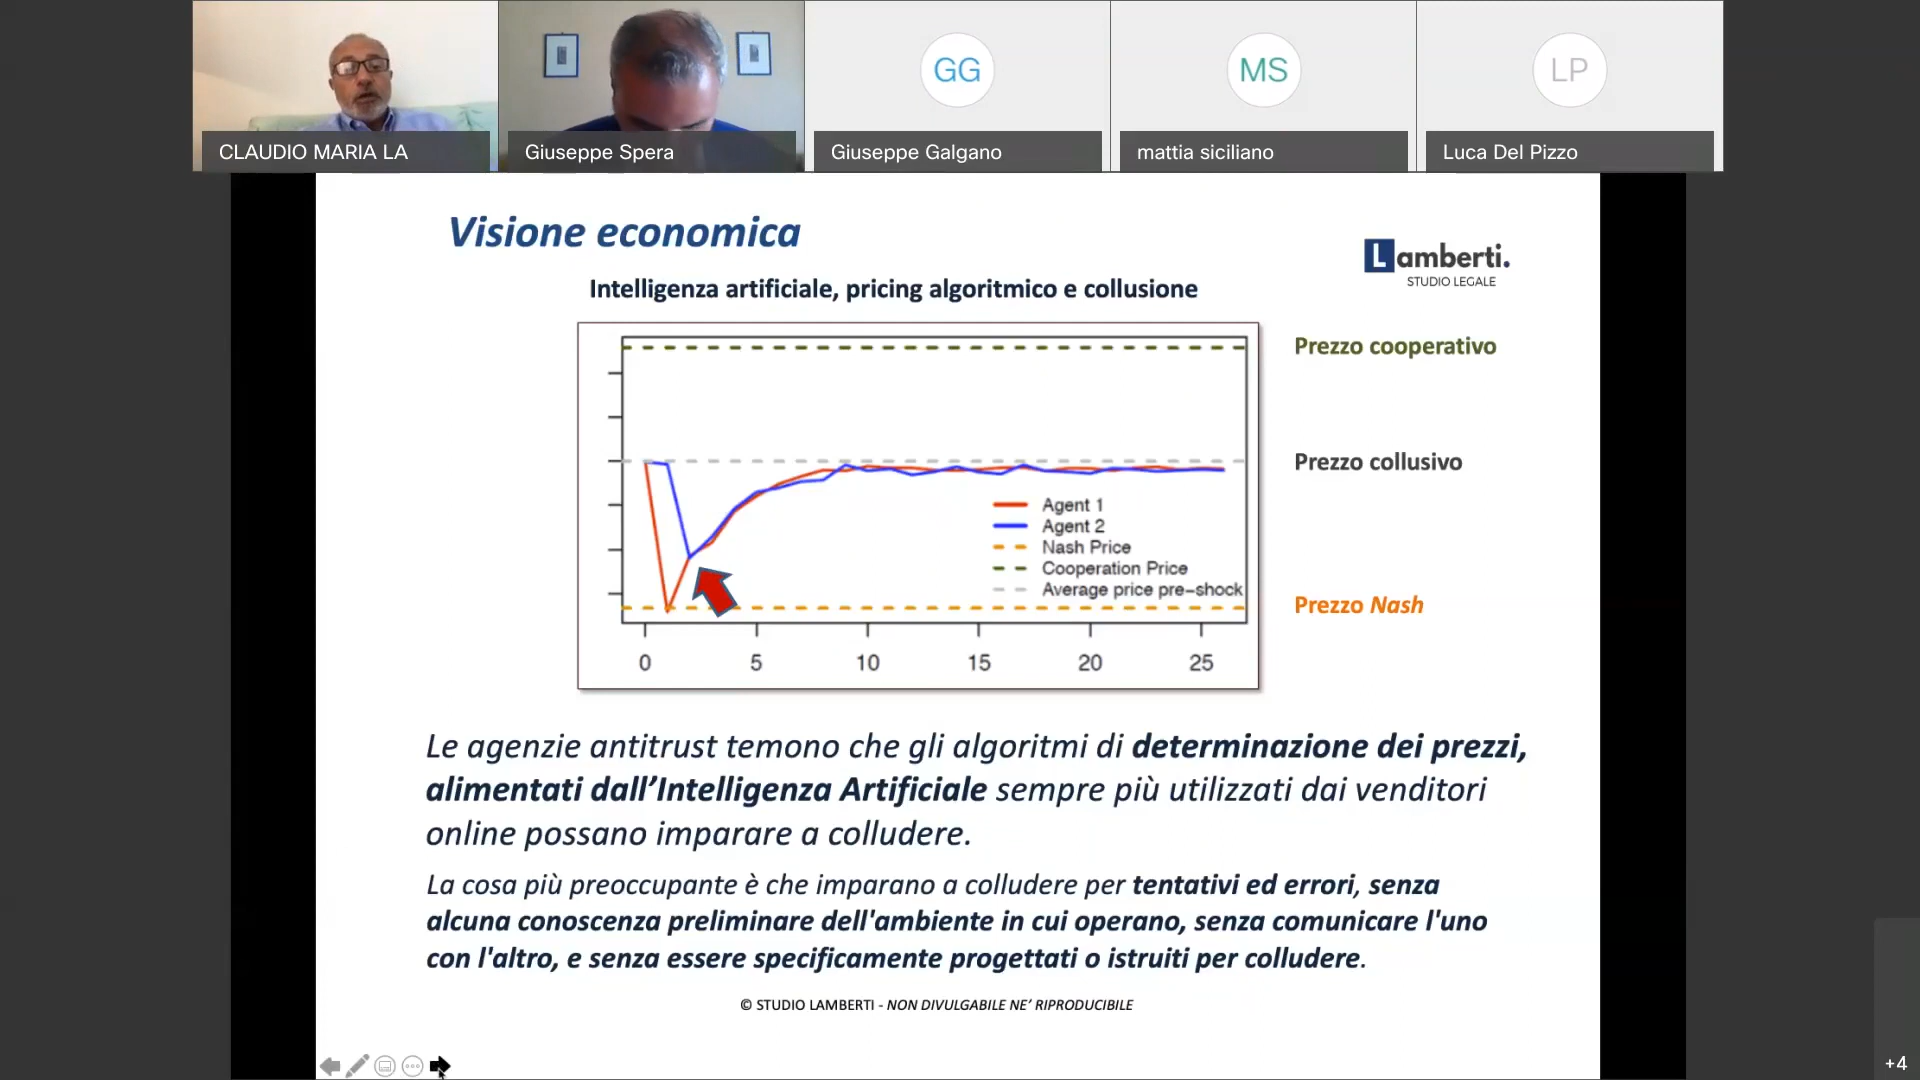 GG
MS
LP
CLAUDIO MARIA LA
Giuseppe Spera
Giuseppe Galgano
mattia siciliano
Luca Del Pizzo
Visione economica
Lamberti.
STUDIO LEGALE
Intelligenza artificiale, pricing algoritmico e collusione
Prezzo cooperativo
Prezzo collusivo
Agent 1
Agent 2
Nash Price
Cooperation Price
Average price pre-shock
Prezzo Nash
0 5 10 15 20 25
Le agenzie antitrust temono che gli algoritmi di determinazione dei prezzi,
alimentati dall’Intelligenza Artificiale sempre più utilizzati dai venditori
online possano imparare a colludere.
La cosa più preoccupante è che imparano a colludere per tentativi ed errori, senza
alcuna conoscenza preliminare dell'ambiente in cui operano, senza comunicare l'uno
con l'altro, e senza essere specificamente progettati o istruiti per colludere.
© STUDIO LAMBERTI - NON DIVULGABILE NE’ RIPRODUCIBILE
+4